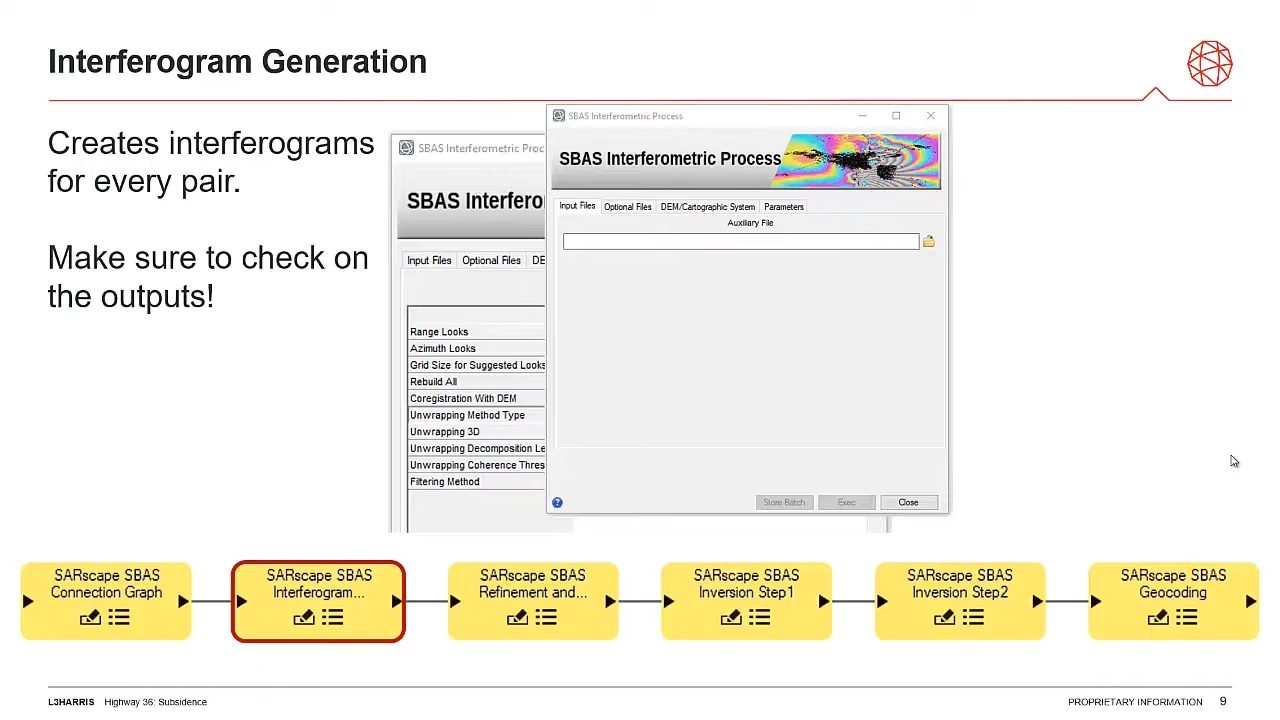 Interferogram Generation
Creates interferograms
for every pair.
Make sure to check on
the outputs!
SBAS Interferometric Proc
SBAS Interfero
Input Files Optional Files DE
Range Looks
Azimuth Looks
Grid Size for Suggested Looks
Rebuild All
Coregistration With DEM
Unwrapping Method Type
Unwrapping 3D
Unwrapping Decomposition Le
Unwrapping Coherence Thres
Filtering Method
SBAS Interferometric Process
SBAS Interferometric Process
Input Files Optional Files DEM/Cartographic System Parameters
Auxiliary File
Store Batch Exec Close
SARscape SBAS
Connection Graph
SARscape SBAS
Interferogram...
SARscape SBAS
Refinement and...
SARscape SBAS
Inversion Step1
SARscape SBAS
Inversion Step2
SARscape SBAS
Geocoding
L3HARRIS Highway 36: Subsidence
PROPRIETARY INFORMATION 9